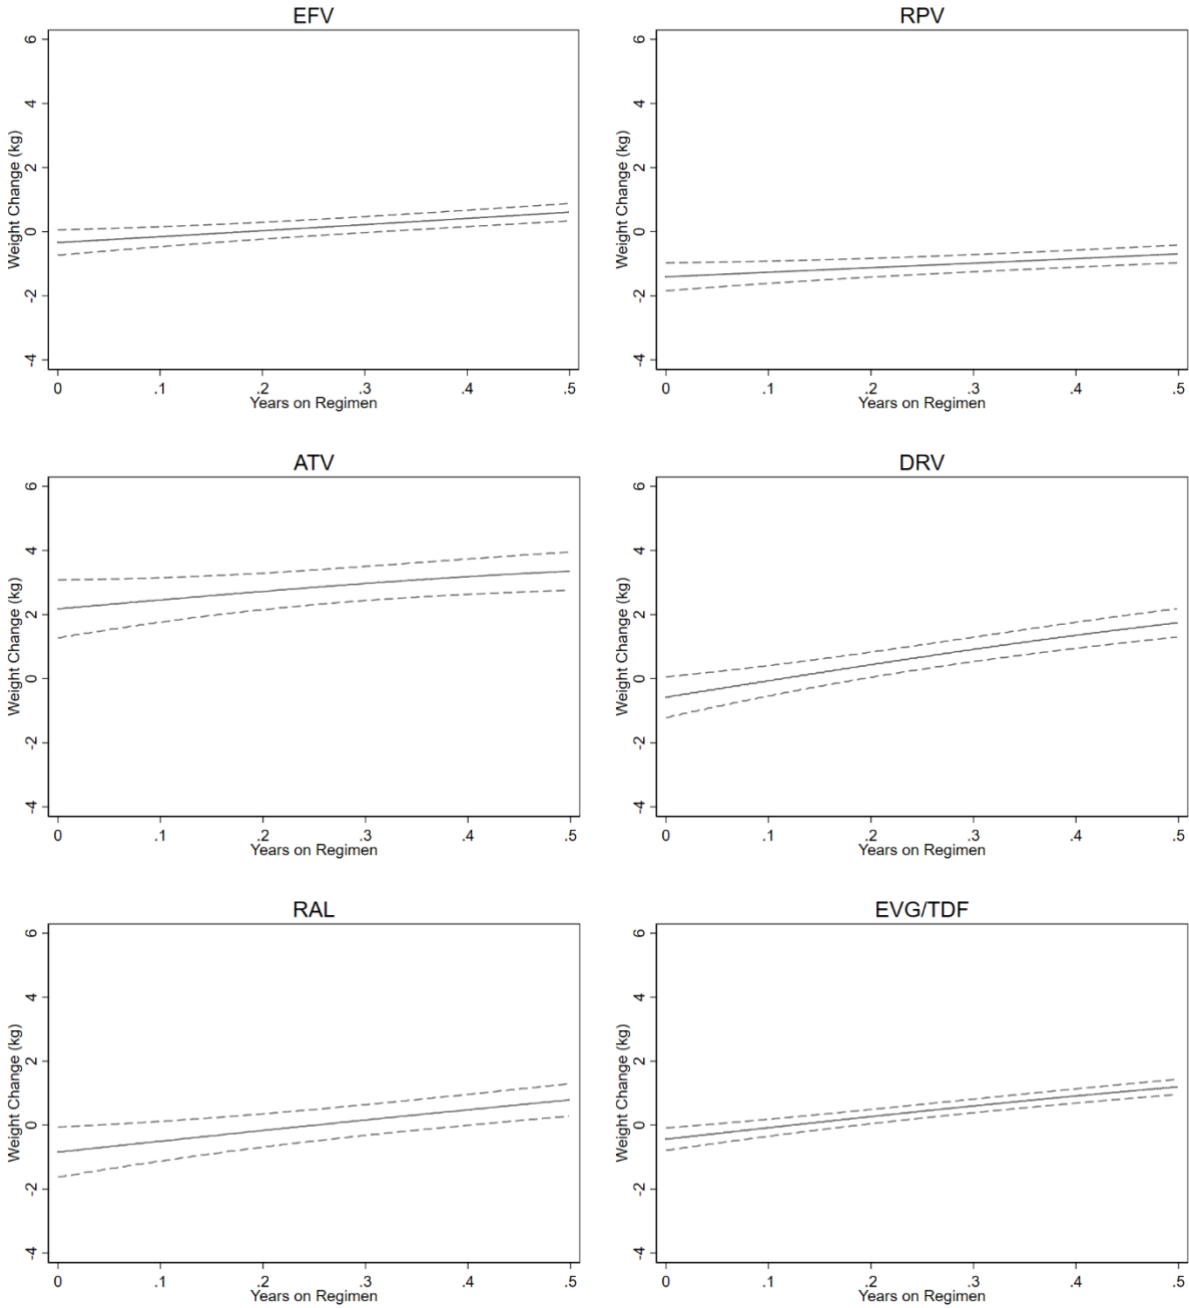 EFV
6
4
2
0
-2
-4
Weight Change (kg)
0 .1 .2 .3 .4 .5
Years on Regimen
RPV
6
4
2
0
-2
-4
Weight Change (kg)
0 .1 .2 .3 .4 .5
Years on Regimen
ATV
6
4
2
0
-2
-4
Weight Change (kg)
0 .1 .2 .3 .4 .5
Years on Regimen
DRV
6
4
2
0
-2
-4
Weight Change (kg)
0 .1 .2 .3 .4 .5
Years on Regimen
RAL
6
4
2
0
-2
-4
Weight Change (kg)
0 .1 .2 .3 .4 .5
Years on Regimen
EVG/TDF
6
4
2
0
-2
-4
Weight Change (kg)
0 .1 .2 .3 .4 .5
Years on Regimen